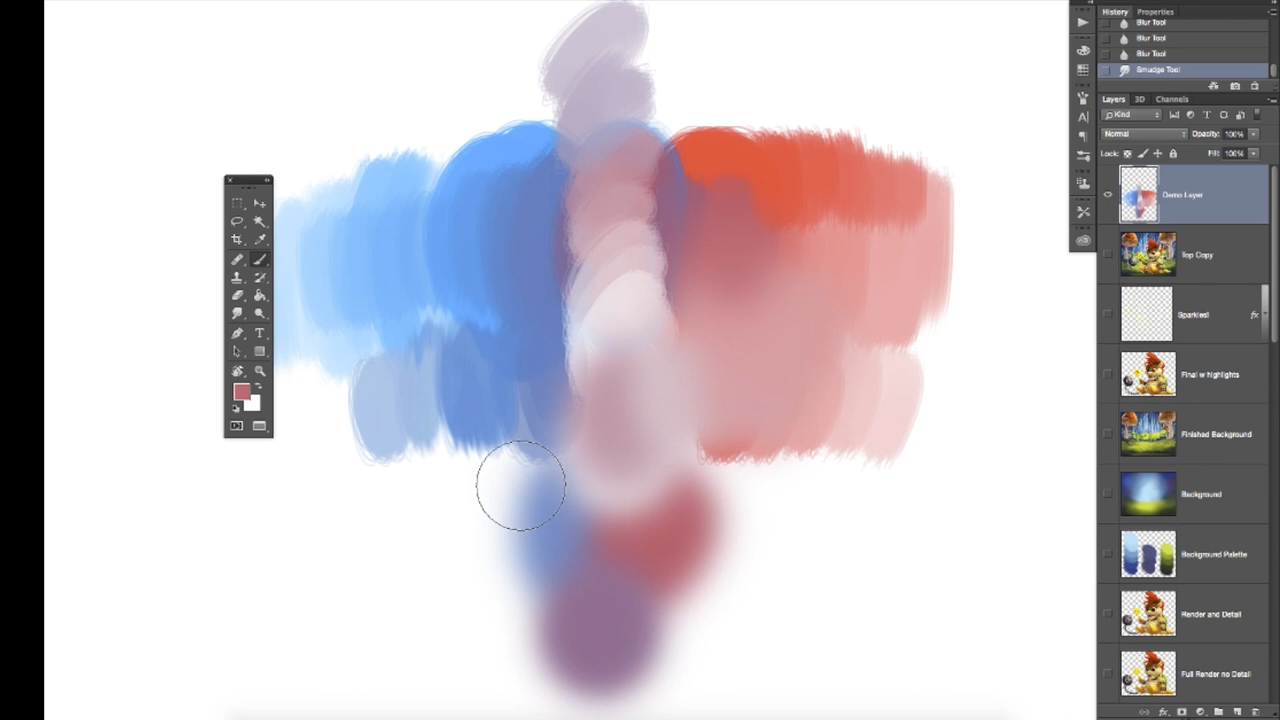 History Properties
Blur Tool
Blur Tool
Blur Tool
Smudge Tool
Layers 3D Channels
Kind
Normal Opacity: 100%
Lock: Fill: 100%
Demo Layer
Top Copy
Sparkles!
fx
Final w highlights
Finished Background
Background
Background Palette
Render and Detail
Full Render no Detail